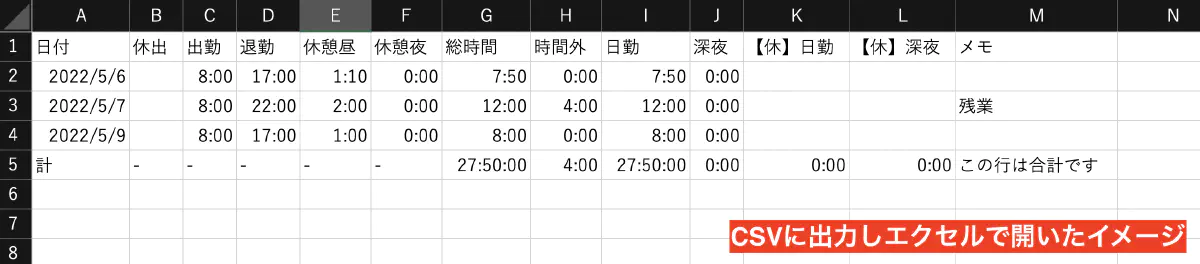 A B C D E F G H I J K L M N
1 日付 休出 出勤 退勤 休憩昼 休憩夜 総時間 時間外 日勤 深夜 【休】日勤 【休】深夜 メモ
2 2022/5/6 8:00 17:00 1:10 0:00 7:50 0:00 7:50 0:00
3 2022/5/7 8:00 22:00 2:00 0:00 12:00 4:00 12:00 0:00 残業
4 2022/5/9 8:00 17:00 1:00 0:00 8:00 0:00 8:00 0:00
5 計 - - - - - 27:50:00 4:00 27:50:00 0:00 0:00 0:00 この行は合計です
6
7
CSVに出力しエクセルで開いたイメージ
8